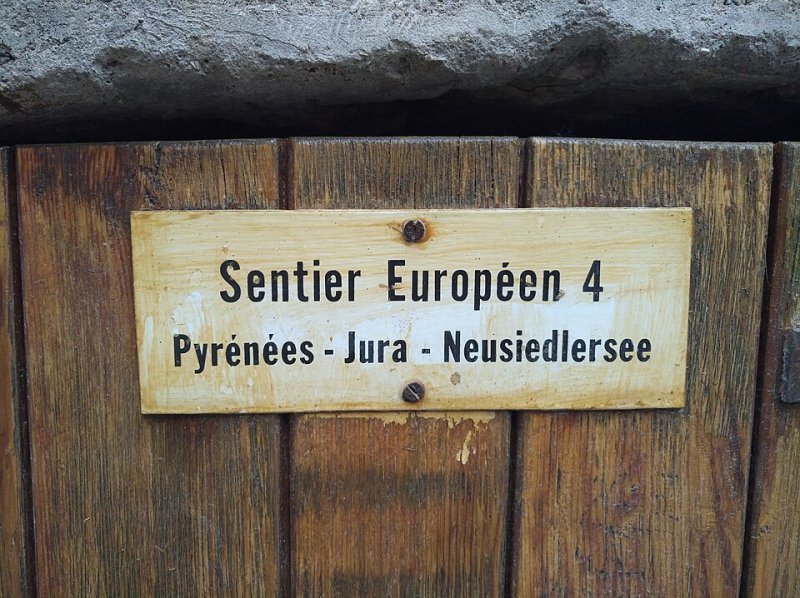 Sentier Européen 4
Pyrénées - Jura - Neusiedlersee